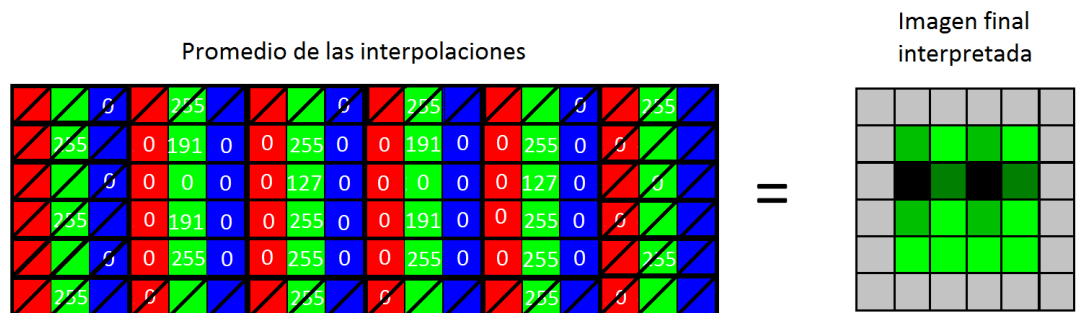 Imagen final
interpretada
Promedio de las interpolaciones
0 255 0 255 0 255
255 0 191 0 0 255 0 0 191 0 0 255 0 0
0 0 0 0 0 127 0 0 0 0 127 0 0
255 0 191 0 0 255 0 0 191 0 0 255 0 0
0 0 255 0 0 255 0 0 255 0 0 255 0 255
255 0 255 0 255 0
=